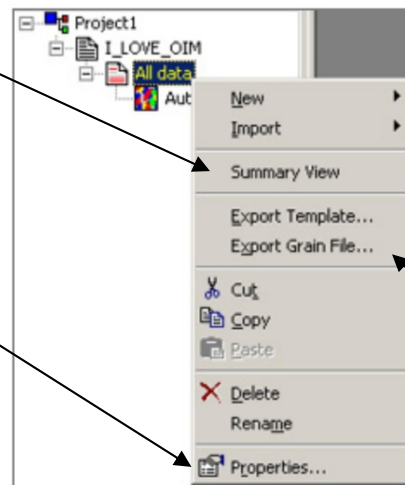 Project1
I_LOVE_OIM
All data
Aut
New
Import
Summary View
Export Template...
Export Grain File...
Cut
Copy
Paste
Delete
Rename
Properties...